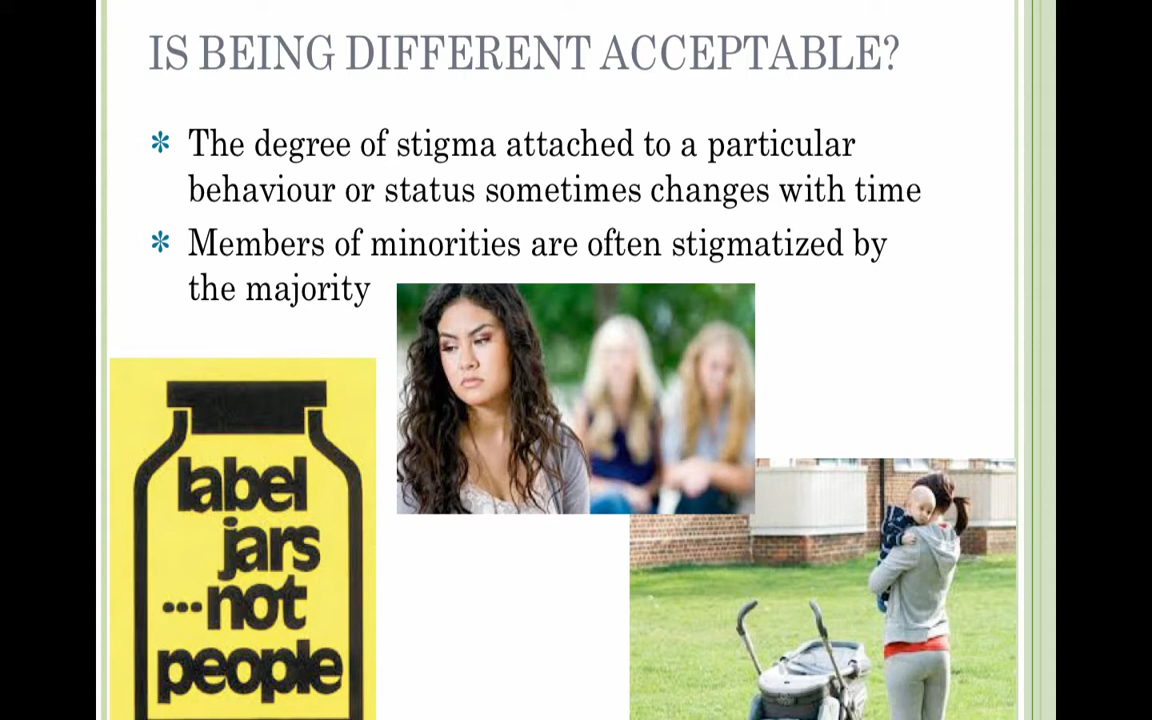 IS BEING DIFFERENT ACCEPTABLE?
* The degree of stigma attached to a particular
behaviour or status sometimes changes with time
* Members of minorities are often stigmatized by
the majority
label
jars
...not
people